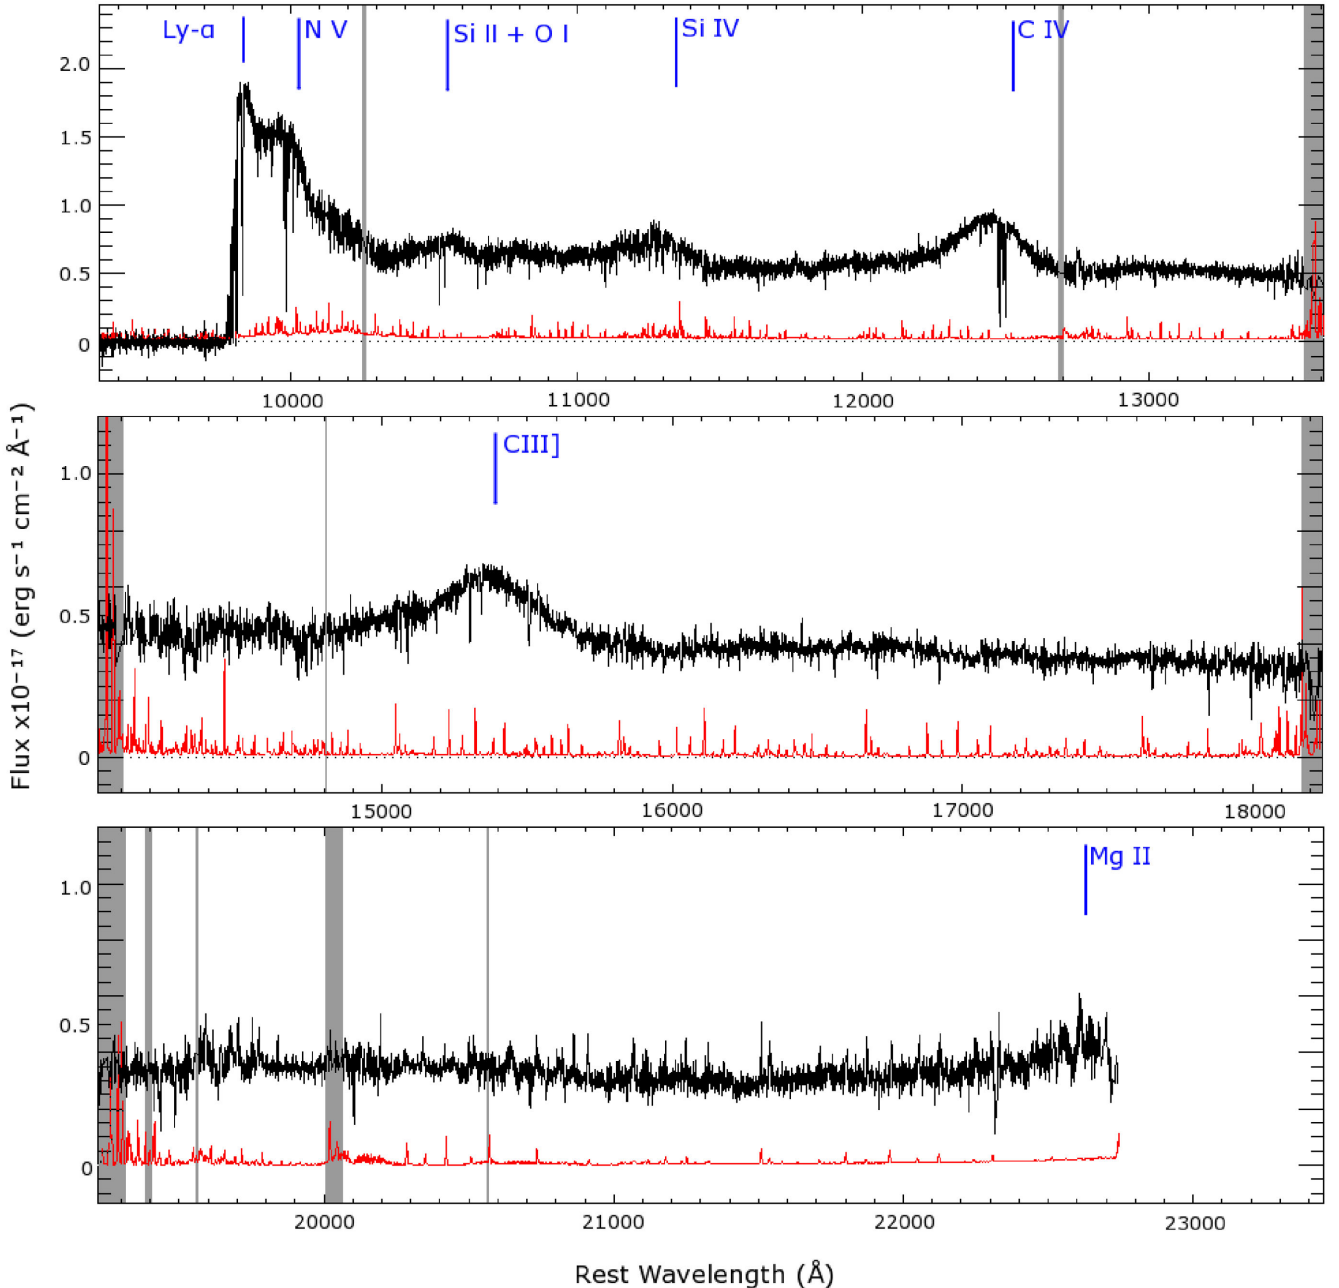 Ly-α
N V
Si II + O I
Si IV
C IV
2.0
1.5
1.0
0.5
0
10000
11000
12000
13000
CIII]
1.0
0.5
0
15000
16000
17000
18000
Flux x10⁻¹⁷ (erg s⁻¹ cm⁻² Å⁻¹)
Mg II
1.0
0.5
0
20000
21000
22000
23000
Rest Wavelength (Å)